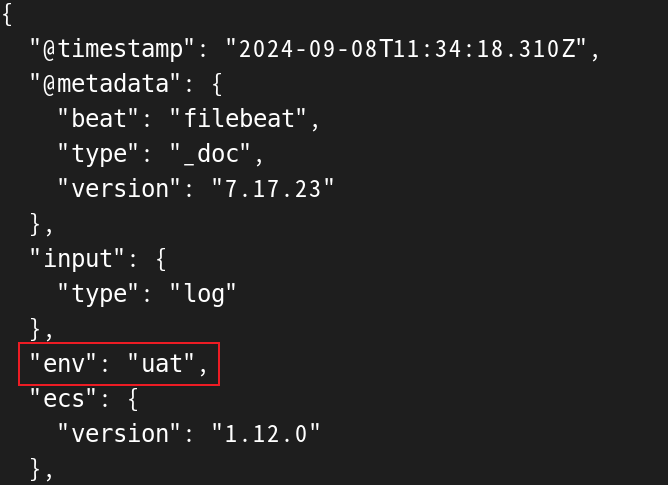 {
  "@timestamp": "2024-09-08T11:34:18.310Z",
  "@metadata": {
    "beat": "filebeat",
    "type": "_doc",
    "version": "7.17.23"
  },
  "input": {
    "type": "log"
  },
  "env": "uat",
  "ecs": {
    "version": "1.12.0"
  },